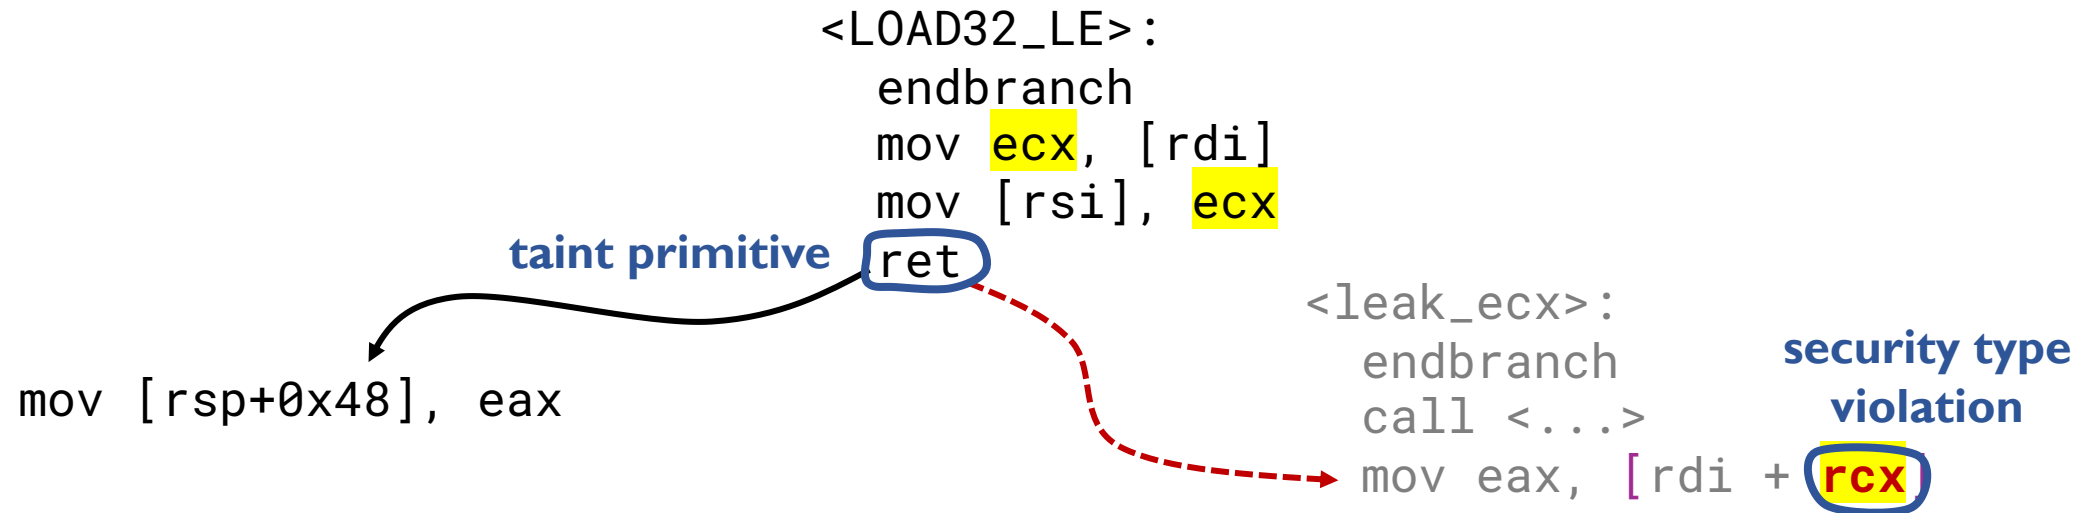 <LOAD32_LE>:
endbranch
mov ecx, [rdi]
mov [rsi], ecx
taint primitive
ret
mov [rsp+0x48], eax
<leak_ecx>:
endbranch
call <...>
mov eax, [rdi + rcx]
security type
violation